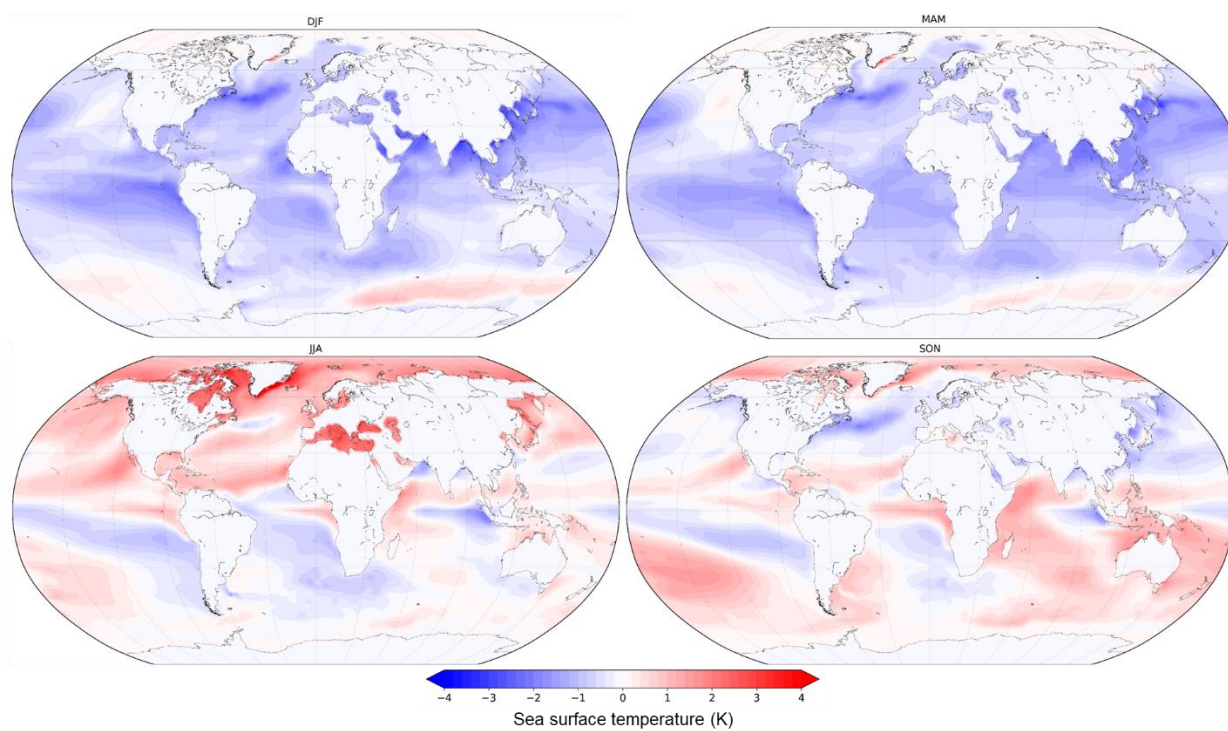 DJF
MAM
JJA
SON
−4 −3 −2 −1 0 1 2 3 4
Sea surface temperature (K)